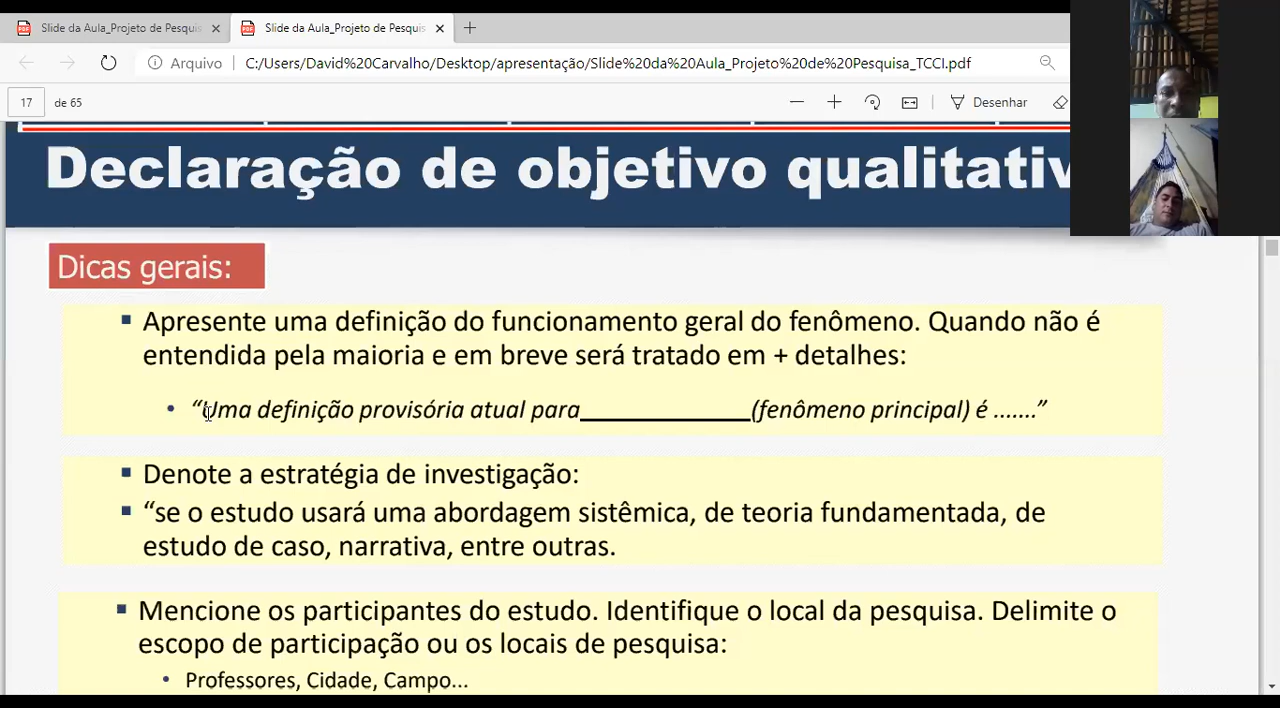 Slide da Aula_Projeto de Pesquis
Slide da Aula_Projeto de Pesquis
Arquivo
C:/Users/David%20Carvalho/Desktop/apresentação/Slide%20da%20Aula_Projeto%20de%20Pesquisa_TCCI.pdf
17 de 65
Desenhar
Declaração de objetivo qualitativ
Dicas gerais:
▪ Apresente uma definição do funcionamento geral do fenômeno. Quando não é
entendida pela maioria e em breve será tratado em + detalhes:
• “Uma definição provisória atual para______________(fenômeno principal) é .......”
▪ Denote a estratégia de investigação:
▪ “se o estudo usará uma abordagem sistêmica, de teoria fundamentada, de
estudo de caso, narrativa, entre outras.
▪ Mencione os participantes do estudo. Identifique o local da pesquisa. Delimite o
escopo de participação ou os locais de pesquisa:
• Professores, Cidade, Campo...